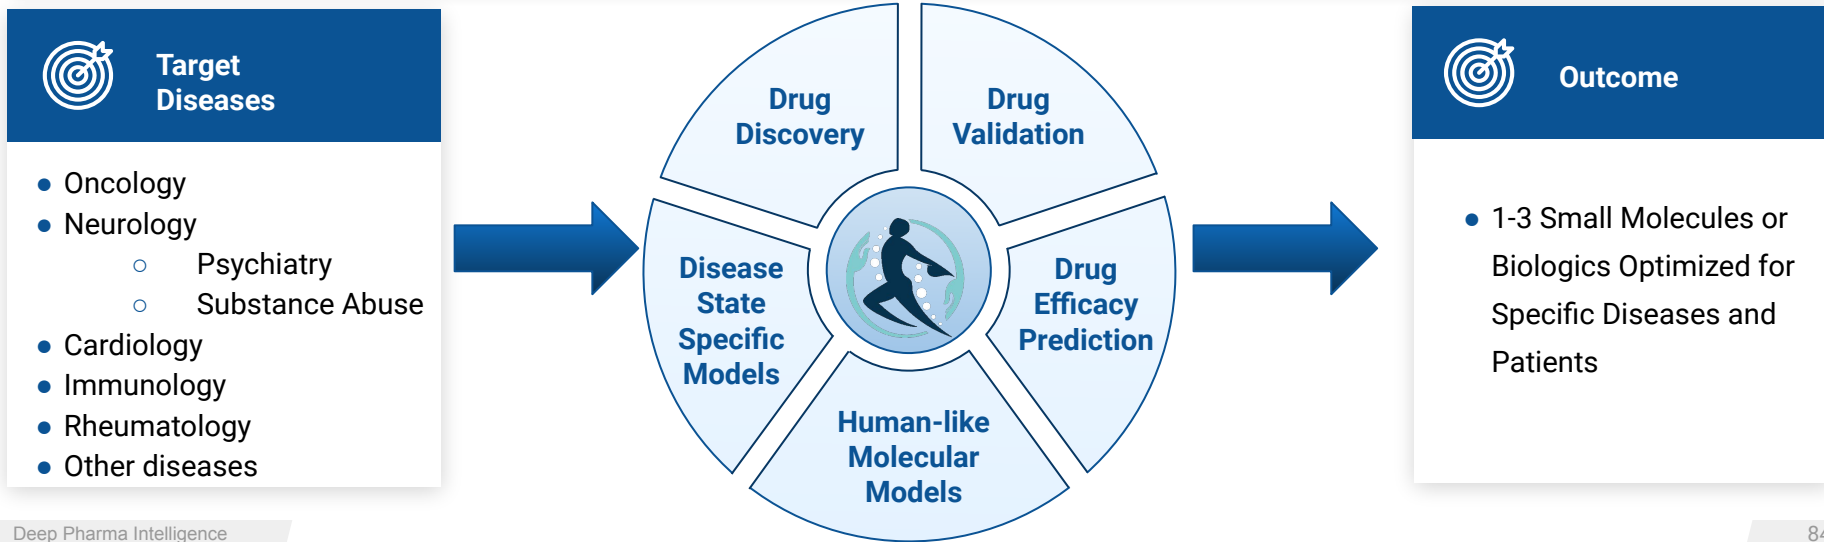 Target
Diseases
● Oncology
● Neurology
○ Psychiatry
○ Substance Abuse
● Cardiology
● Immunology
● Rheumatology
● Other diseases
Drug
Discovery
Drug
Validation
Disease
State
Specific
Models
Drug
Efficacy
Prediction
Human-like
Molecular
Models
Outcome
● 1-3 Small Molecules or
Biologics Optimized for
Specific Diseases and
Patients
Deep Pharma Intelligence
84